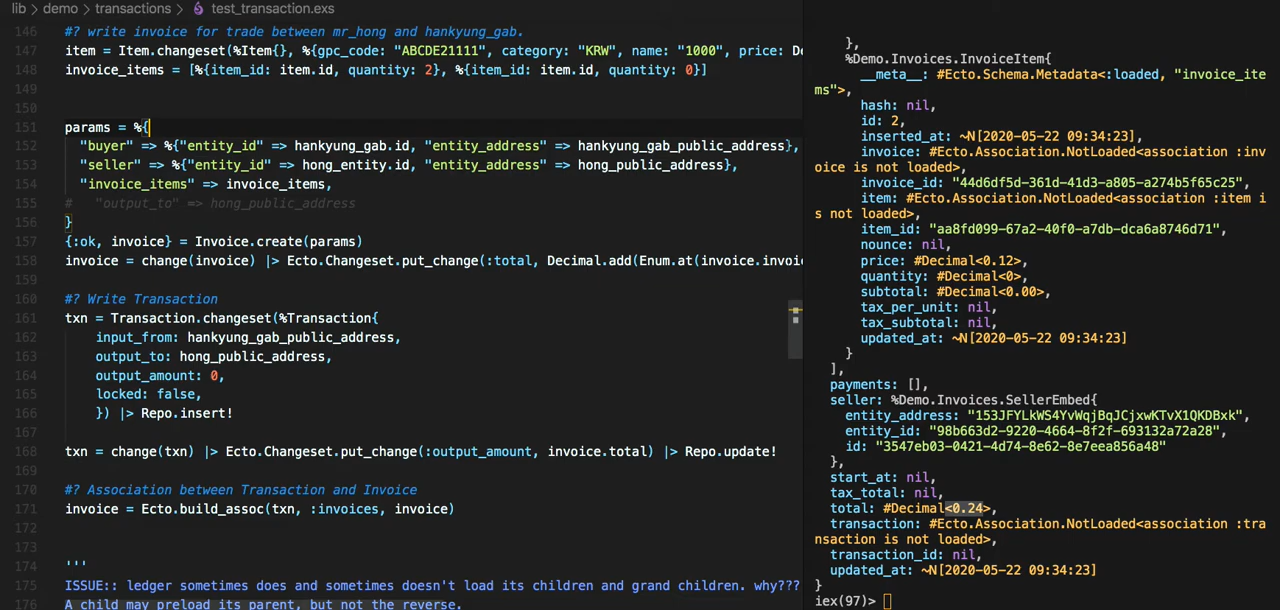 lib > demo > transactions > test_transaction.exs
146 #? write invoice for trade between mr_hong and hankyung_gab.
147 item = Item.changeset(%Item{}, %{gpc_code: "ABCDE21111", category: "KRW", name: "1000", price: De
148 invoice_items = [%{item_id: item.id, quantity: 2}, %{item_id: item.id, quantity: 0}]
149
150
151 params = %{
152 "buyer" => %{"entity_id" => hankyung_gab.id, "entity_address" => hankyung_gab_public_address},
153 "seller" => %{"entity_id" => hong_entity.id, "entity_address" => hong_public_address},
154 "invoice_items" => invoice_items,
155 # "output_to" => hong_public_address
156 }
157 {:ok, invoice} = Invoice.create(params)
158 invoice = change(invoice) |> Ecto.Changeset.put_change(:total, Decimal.add(Enum.at(invoice.invoi
159
160 #? Write Transaction
161 txn = Transaction.changeset(%Transaction{
162 input_from: hankyung_gab_public_address,
163 output_to: hong_public_address,
164 output_amount: 0,
165 locked: false,
166 }) |> Repo.insert!
167
168 txn = change(txn) |> Ecto.Changeset.put_change(:output_amount, invoice.total) |> Repo.update!
169
170 #? Association between Transaction and Invoice
171 invoice = Ecto.build_assoc(txn, :invoices, invoice)
172
173
174 '''
175 ISSUE:: ledger sometimes does and sometimes doesn't load its children and grand children. why???
176 A child may preload its parent, but not the reverse.
},
%Demo.Invoices.InvoiceItem{
__meta__: #Ecto.Schema.Metadata<:loaded, "invoice_ite
ms">,
hash: nil,
id: 2,
inserted_at: ~N[2020-05-22 09:34:23],
invoice: #Ecto.Association.NotLoaded<association :inv
oice is not loaded>,
invoice_id: "44d6df5d-361d-41d3-a805-a274b5f65c25",
item: #Ecto.Association.NotLoaded<association :item i
s not loaded>,
item_id: "aa8fd099-67a2-40f0-a7db-dca6a8746d71",
nounce: nil,
price: #Decimal<0.12>,
quantity: #Decimal<0>,
subtotal: #Decimal<0.00>,
tax_per_unit: nil,
tax_subtotal: nil,
updated_at: ~N[2020-05-22 09:34:23]
}
],
payments: [],
seller: %Demo.Invoices.SellerEmbed{
entity_address: "153JFYLkWS4YvWqjBqJCjxwKTvX1QKDBxk",
entity_id: "98b663d2-9220-4664-8f2f-693132a72a28",
id: "3547eb03-0421-4d74-8e62-8e7eea856a48"
},
start_at: nil,
tax_total: nil,
total: #Decimal<0.24>,
transaction: #Ecto.Association.NotLoaded<association :tra
nsaction is not loaded>,
transaction_id: nil,
updated_at: ~N[2020-05-22 09:34:23]
}
iex(97)>